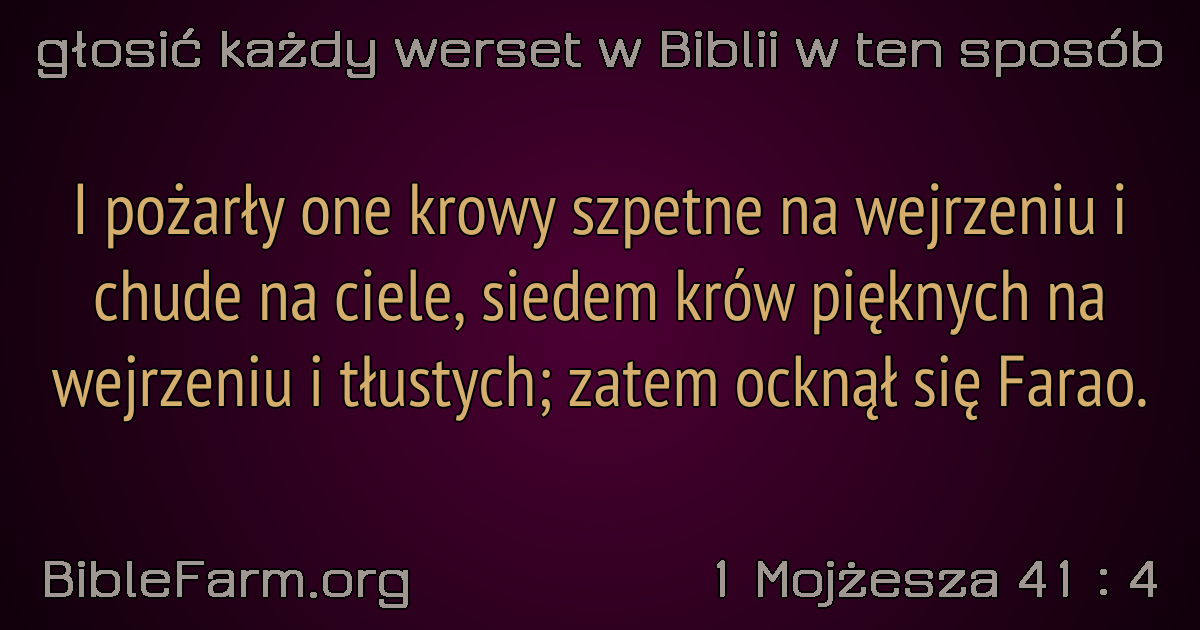 głosić każdy werset w Biblii w ten sposób
I pożarły one krowy szpetne na wejrzeniu i
chude na ciele, siedem krów pięknych na
wejrzeniu i tłustych; zatem ocknął się Farao.
BibleFarm.org
1 Mojżesza 41 : 4